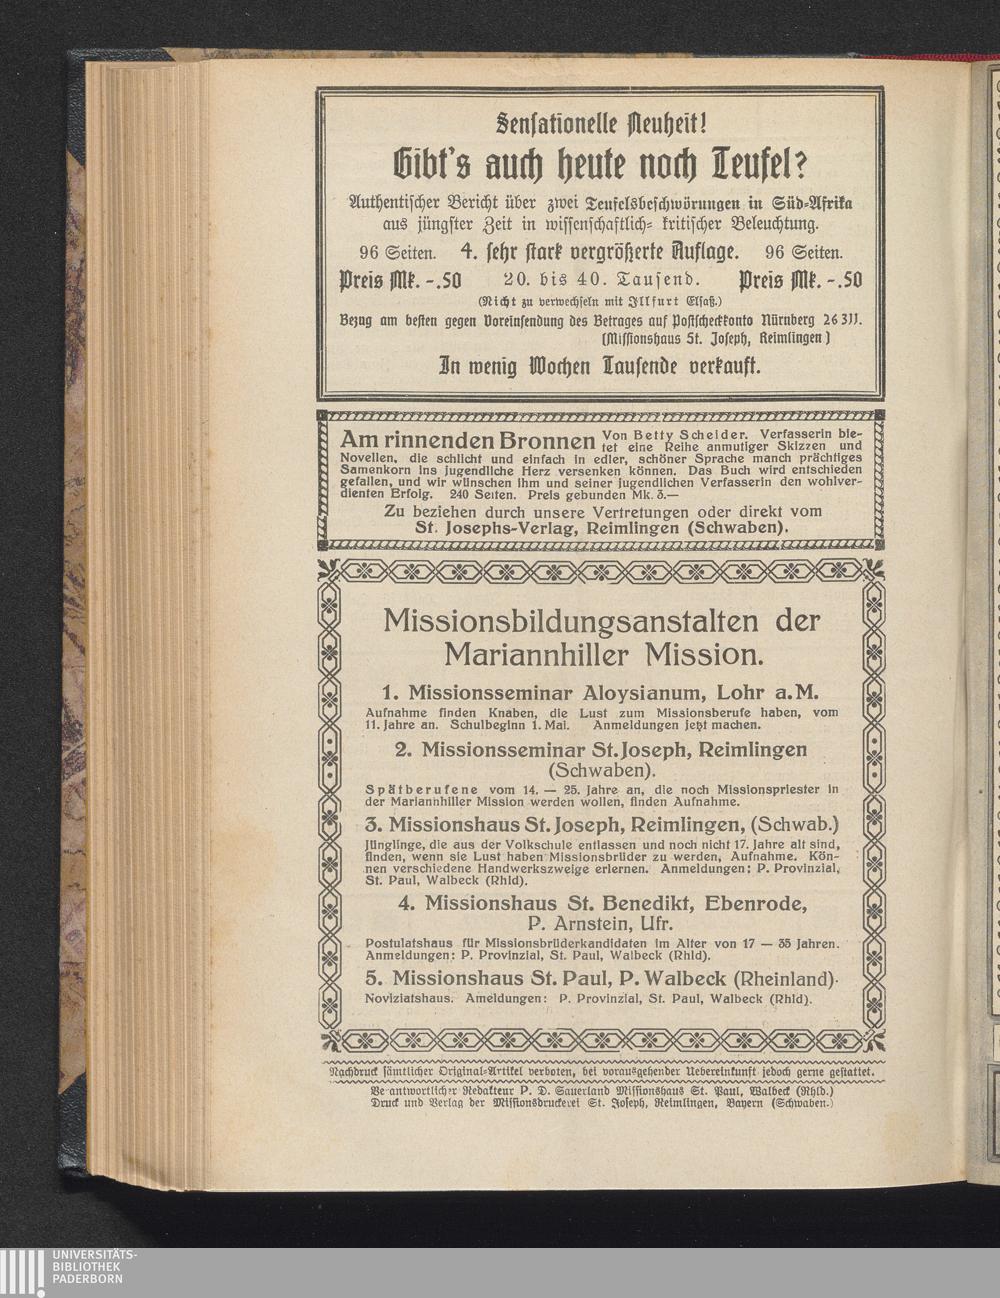 Sensationelle Neuheit!
Gibt's auch heute noch Teufel?
Authentischer Bericht über zwei Teufelsbeschwörungen in Süd-Afrika
aus jüngster Zeit in wissenschaftlich- kritischer Beleuchtung.
96 Seiten. 4. sehr stark vergrößerte Auflage. 96 Seiten.
Preis Mk. -.50 20. bis 40. Tausend. Preis Mk. -.50
(Nicht zu verwechseln mit Illfurt Elsaß.)
Bezug am besten gegen Voreinsendung des Betrages auf Postscheckkonto Nürnberg 26311.
(Missionshaus St. Joseph, Reimlingen)
In wenig Wochen Tausende verkauft.
Am rinnenden Bronnen Von Betty Scheider. Verfasserin bie-
tet eine Reihe anmutiger Skizzen und
Novellen, die schlicht und einfach in edler, schöner Sprache manch prächtiges
Samenkorn ins jugendliche Herz versenken können. Das Buch wird entschieden
gefallen, und wir wünschen ihm und seiner jugendlichen Verfasserin den wohlver-
dienten Erfolg. 240 Seiten. Preis gebunden Mk. 3.—
Zu beziehen durch unsere Vertretungen oder direkt vom
St. Josephs-Verlag, Reimlingen (Schwaben).
Missionsbildungsanstalten der
Mariannhiller Mission.
1. Missionsseminar Aloysianum, Lohr a.M.
Aufnahme finden Knaben, die Lust zum Missionsberufe haben, vom
11. Jahre an. Schulbeginn 1. Mai. Anmeldungen jetzt machen.
2. Missionsseminar St. Joseph, Reimlingen
(Schwaben).
Spätberufene vom 14. — 25. Jahre an, die noch Missionspriester in
der Mariannhiller Mission werden wollen, finden Aufnahme.
3. Missionshaus St. Joseph, Reimlingen, (Schwab.)
Jünglinge, die aus der Volkschule entlassen und noch nicht 17. Jahre alt sind,
finden, wenn sie Lust haben Missionsbrüder zu werden, Aufnahme. Kön-
nen verschiedene Handwerkszweige erlernen. Anmeldungen: P. Provinzial,
St. Paul, Walbeck (Rhld).
4. Missionshaus St. Benedikt, Ebenrode,
P. Arnstein, Ufr.
Postulatshaus für Missionsbrüderkandidaten im Alter von 17 — 35 Jahren.
Anmeldungen: P. Provinzial, St. Paul, Walbeck (Rhld).
5. Missionshaus St. Paul, P. Walbeck (Rheinland).
Noviziatshaus. Ameldungen: P. Provinzial, St. Paul, Walbeck (Rhld).
Nachdruck sämtlicher Original-Artikel verboten, bei vorausgehender Uebereinkunft jedoch gerne gestattet.
Ve antwortlicher Redakteur P. D. Sauerland Missionshaus St. Paul, Walbeck (Rhld.)
Druck und Verlag der Missionsdruckerei St. Joseph, Reimlingen, Bayern (Schwaben.)
UNIVERSITÄTS-
BIBLIOTHEK
PADERBORN